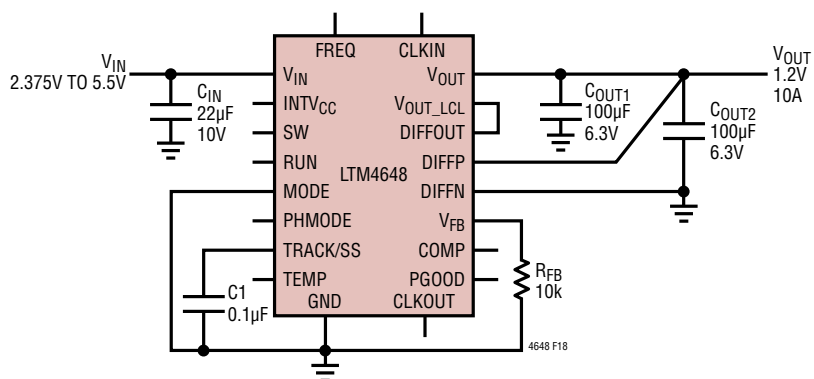 FREQ CLKIN
VIN
2.375V TO 5.5V
CIN
22µF
10V
VIN
INTVCC
SW
RUN
MODE
PHMODE
TRACK/SS
TEMP
GND
LTM4648
VOUT
VOUT_LCL
DIFFOUT
DIFFP
DIFFN
VFB
COMP
PGOOD
CLKOUT
COUT1
100µF
6.3V
COUT2
100µF
6.3V
VOUT
1.2V
10A
C1
0.1µF
RFB
10k
4648 F18